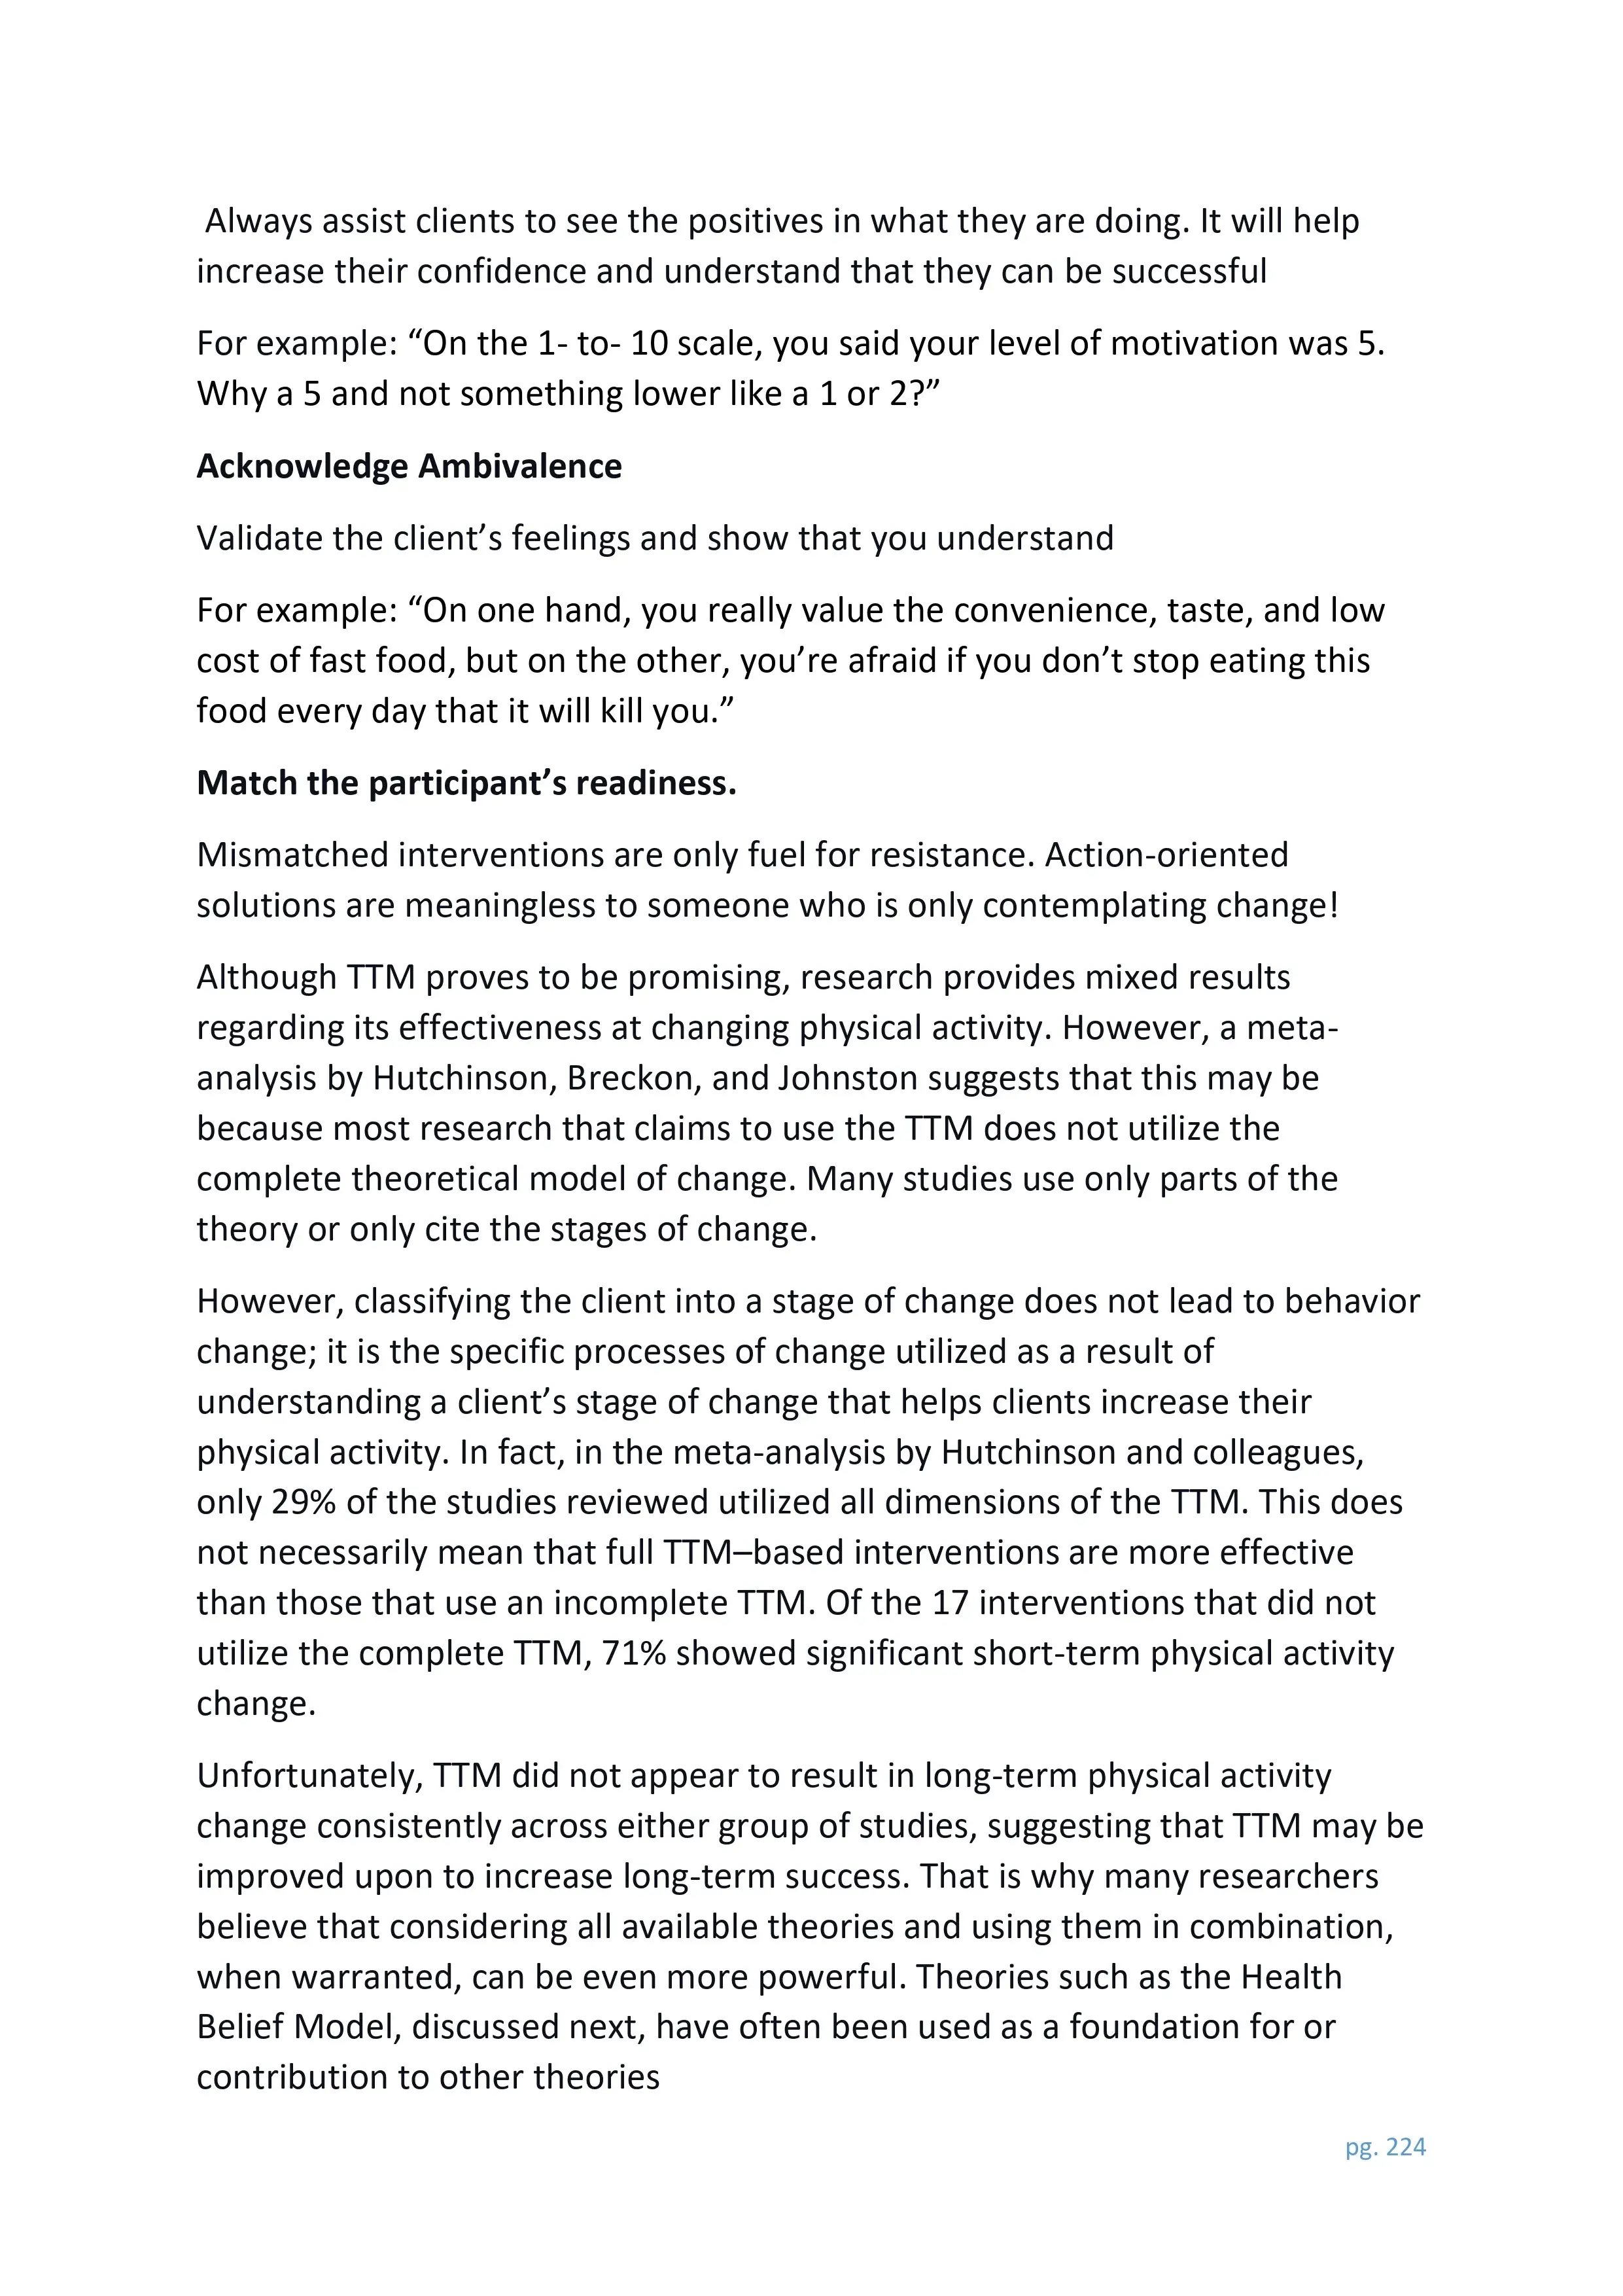 Always assist clients to see the positives in what they are doing. It will help
increase their confidence and understand that they can be successful
For example: “On the 1- to- 10 scale, you said your level of motivation was 5.
Why a 5 and not something lower like a 1 or 2?”
Acknowledge Ambivalence
Validate the client’s feelings and show that you understand
For example: “On one hand, you really value the convenience, taste, and low
cost of fast food, but on the other, you’re afraid if you don’t stop eating this
food every day that it will kill you.”
Match the participant’s readiness.
Mismatched interventions are only fuel for resistance. Action-oriented
solutions are meaningless to someone who is only contemplating change!
Although TTM proves to be promising, research provides mixed results
regarding its effectiveness at changing physical activity. However, a meta-
analysis by Hutchinson, Breckon, and Johnston suggests that this may be
because most research that claims to use the TTM does not utilize the
complete theoretical model of change. Many studies use only parts of the
theory or only cite the stages of change.
However, classifying the client into a stage of change does not lead to behavior
change; it is the specific processes of change utilized as a result of
understanding a client’s stage of change that helps clients increase their
physical activity. In fact, in the meta-analysis by Hutchinson and colleagues,
only 29% of the studies reviewed utilized all dimensions of the TTM. This does
not necessarily mean that full TTM–based interventions are more effective
than those that use an incomplete TTM. Of the 17 interventions that did not
utilize the complete TTM, 71% showed significant short-term physical activity
change.
Unfortunately, TTM did not appear to result in long-term physical activity
change consistently across either group of studies, suggesting that TTM may be
improved upon to increase long-term success. That is why many researchers
believe that considering all available theories and using them in combination,
when warranted, can be even more powerful. Theories such as the Health
Belief Model, discussed next, have often been used as a foundation for or
contribution to other theories
pg. 224